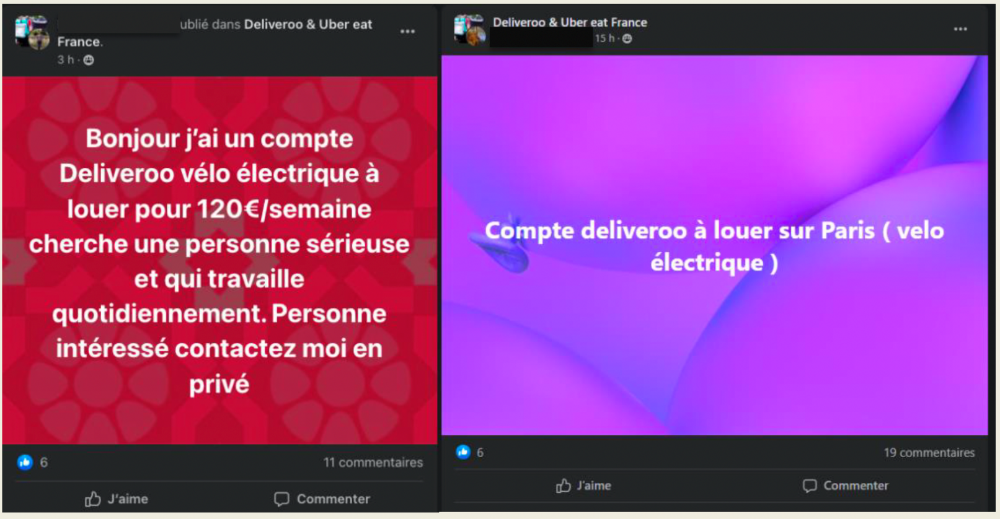 ublié dans Deliveroo & Uber eat
France.
3 h
Bonjour j'ai un compte
Deliveroo vélo électrique à
louer pour 120€/semaine
cherche une personne sérieuse
et qui travaille
quotidiennement. Personne
intéressé contactez moi en
privé
6
11 commentaires
J'aime
Commenter
Deliveroo & Uber eat France
15 h
Compte deliveroo à louer sur Paris ( velo
électrique )
6
19 commentaires
J'aime
Commenter